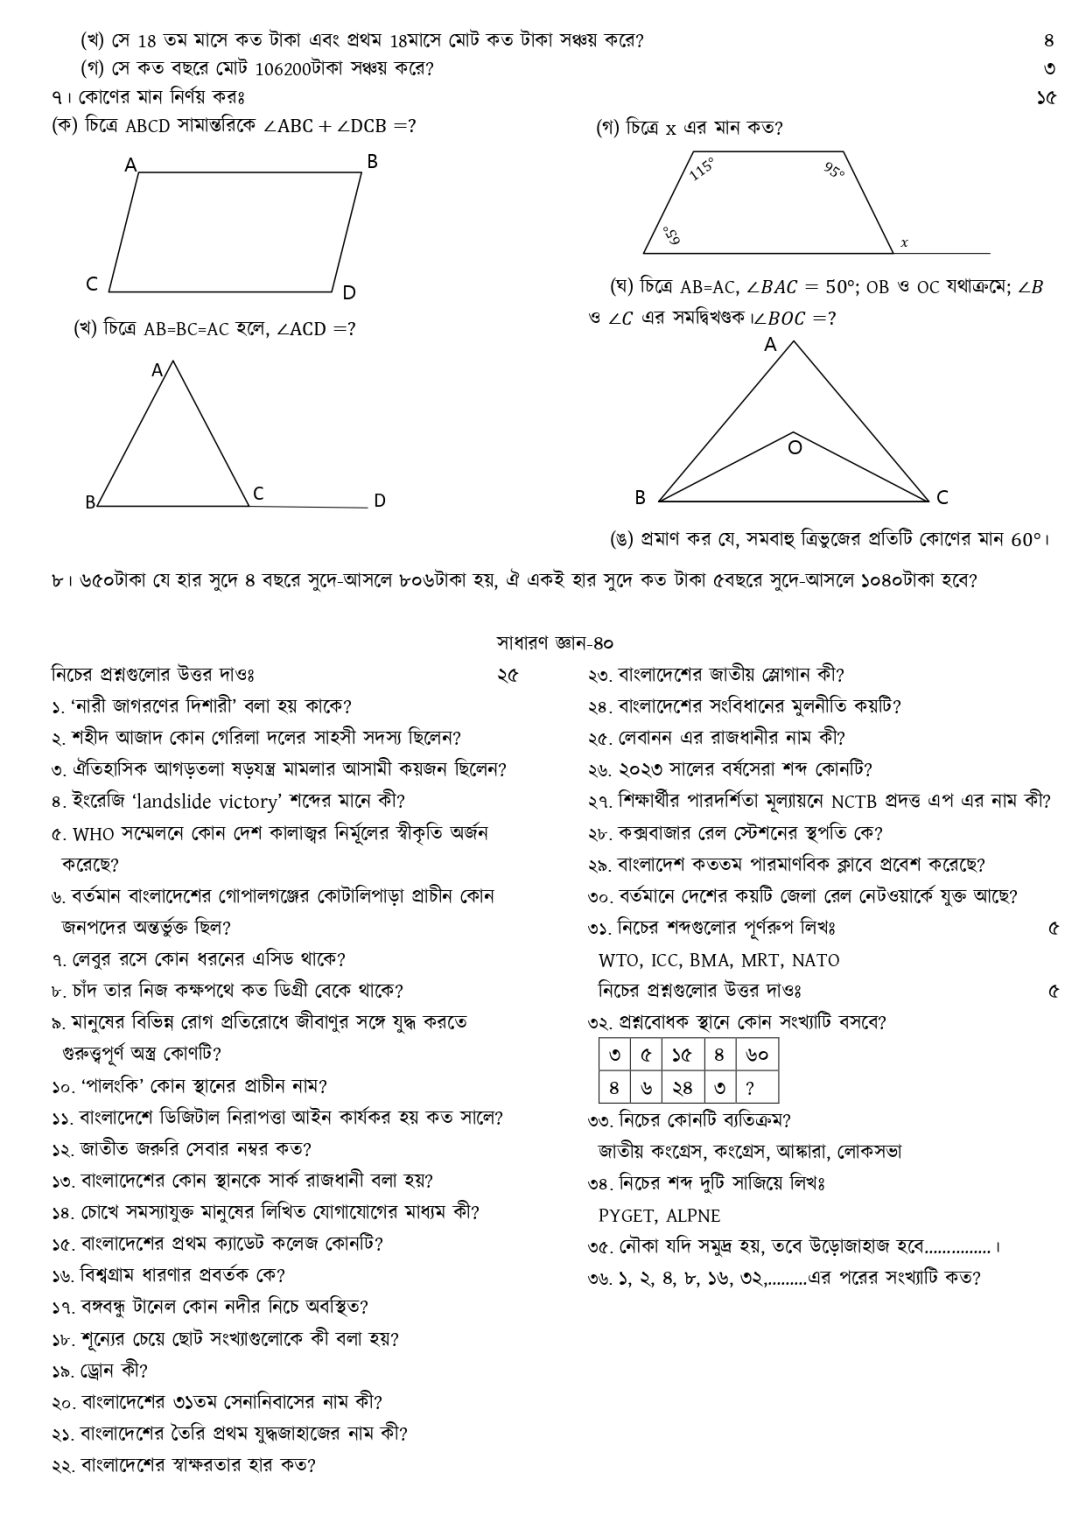 (খ) সে 18 তম মাসে কত টাকা এবং প্রথম 18মাসে মোট কত টাকা সঞ্চয় করে? ৪
(গ) সে কত বছরে মোট 106200টাকা সঞ্চয় করে? ৩
৭। কোণের মান নির্ণয় করঃ ১৫
(ক) চিত্রে ABCD সামান্তরিকে ∠ABC + ∠DCB =?
A
B
C
D
(খ) চিত্রে AB=BC=AC হলে, ∠ACD =?
A
B
C
D
(গ) চিত্রে x এর মান কত?
115°
95°
65°
x
(ঘ) চিত্রে AB=AC, ∠BAC = 50°; OB ও OC যথাক্রমে; ∠B
ও ∠C এর সমদ্বিখণ্ডক।∠BOC =?
A
O
B
C
(ঙ) প্রমাণ কর যে, সমবাহু ত্রিভুজের প্রতিটি কোণের মান 60°।
৮। ৬৫০টাকা যে হার সুদে ৪ বছরে সুদে-আসলে ৮০৬টাকা হয়, ঐ একই হার সুদে কত টাকা ৫বছরে সুদে-আসলে ১০৪০টাকা হবে?
সাধারণ জ্ঞান-৪০
নিচের প্রশ্নগুলোর উত্তর দাওঃ ২৫
১. ‘নারী জাগরণের দিশারী’ বলা হয় কাকে?
২. শহীদ আজাদ কোন গেরিলা দলের সাহসী সদস্য ছিলেন?
৩. ঐতিহাসিক আগড়তলা ষড়যন্ত্র মামলার আসামী কয়জন ছিলেন?
৪. ইংরেজি ‘landslide victory’ শব্দের মানে কী?
৫. WHO সম্মেলনে কোন দেশ কালাজ্বর নির্মূলের স্বীকৃতি অর্জন
করেছে?
৬. বর্তমান বাংলাদেশের গোপালগঞ্জের কোটালিপাড়া প্রাচীন কোন
জনপদের অন্তর্ভুক্ত ছিল?
৭. লেবুর রসে কোন ধরনের এসিড থাকে?
৮. চাঁদ তার নিজ কক্ষপথে কত ডিগ্রী বেকে থাকে?
৯. মানুষের বিভিন্ন রোগ প্রতিরোধে জীবাণুর সঙ্গে যুদ্ধ করতে
গুরুত্ত্বপূর্ণ অস্ত্র কোণটি?
১০. ‘পালংকি’ কোন স্থানের প্রাচীন নাম?
১১. বাংলাদেশে ডিজিটাল নিরাপত্তা আইন কার্যকর হয় কত সালে?
১২. জাতীত জরুরি সেবার নম্বর কত?
১৩. বাংলাদেশের কোন স্থানকে সার্ক রাজধানী বলা হয়?
১৪. চোখে সমস্যাযুক্ত মানুষের লিখিত যোগাযোগের মাধ্যম কী?
১৫. বাংলাদেশের প্রথম ক্যাডেট কলেজ কোনটি?
১৬. বিশ্বগ্রাম ধারণার প্রবর্তক কে?
১৭. বঙ্গবন্ধু টানেল কোন নদীর নিচে অবস্থিত?
১৮. শূন্যের চেয়ে ছোট সংখ্যাগুলোকে কী বলা হয়?
১৯. ড্রোন কী?
২০. বাংলাদেশের ৩১তম সেনানিবাসের নাম কী?
২১. বাংলাদেশের তৈরি প্রথম যুদ্ধজাহাজের নাম কী?
২২. বাংলাদেশের স্বাক্ষরতার হার কত?
২৩. বাংলাদেশের জাতীয় স্লোগান কী?
২৪. বাংলাদেশের সংবিধানের মুলনীতি কয়টি?
২৫. লেবানন এর রাজধানীর নাম কী?
২৬. ২০২৩ সালের বর্ষসেরা শব্দ কোনটি?
২৭. শিক্ষার্থীর পারদর্শিতা মূল্যায়নে NCTB প্রদত্ত এপ এর নাম কী?
২৮. কক্সবাজার রেল স্টেশনের স্থপতি কে?
২৯. বাংলাদেশ কততম পারমাণবিক ক্লাবে প্রবেশ করেছে?
৩০. বর্তমানে দেশের কয়টি জেলা রেল নেটওয়ার্কে যুক্ত আছে?
৩১. নিচের শব্দগুলোর পূর্ণরুপ লিখঃ ৫
WTO, ICC, BMA, MRT, NATO
নিচের প্রশ্নগুলোর উত্তর দাওঃ ৫
৩২. প্রশ্নবোধক স্থানে কোন সংখ্যাটি বসবে?
৩ ৫ ১৫ ৪ ৬০
৪ ৬ ২৪ ৩ ?
৩৩. নিচের কোনটি ব্যতিক্রম?
জাতীয় কংগ্রেস, কংগ্রেস, আঙ্কারা, লোকসভা
৩৪. নিচের শব্দ দুটি সাজিয়ে লিখঃ
PYGET, ALPNE
৩৫. নৌকা যদি সমুদ্র হয়, তবে উড়োজাহাজ হবে...............।
৩৬. ১, ২, ৪, ৮, ১৬, ৩২,.........এর পরের সংখ্যাটি কত?